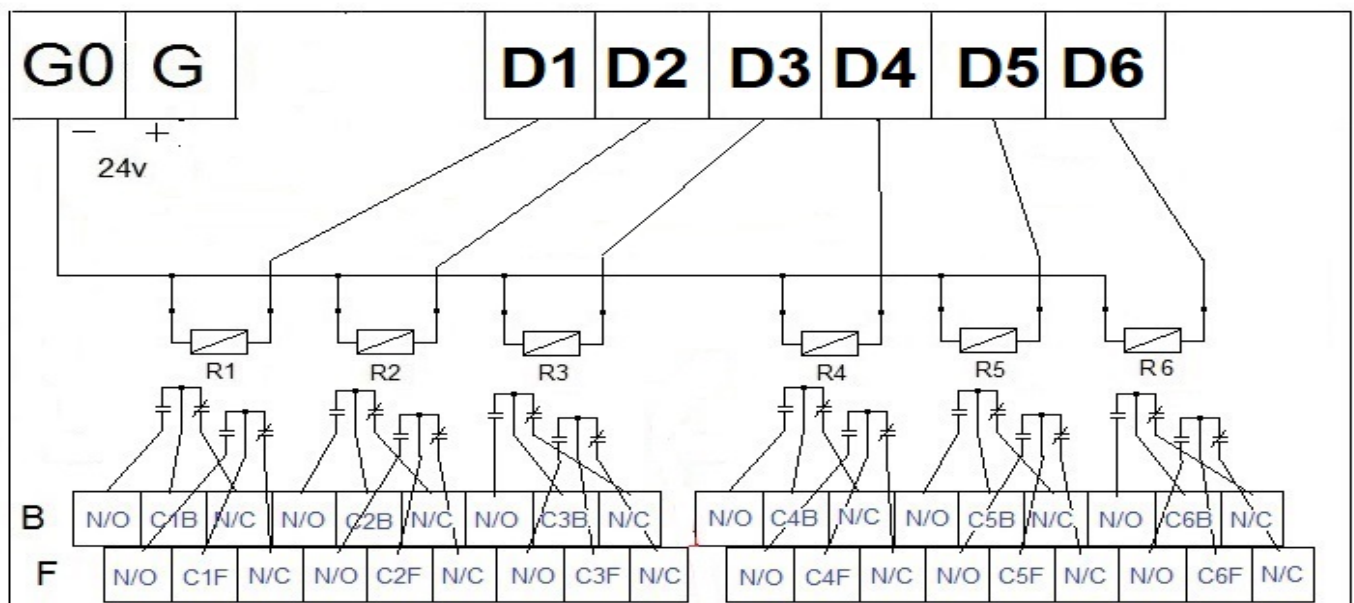 G0 G D1 D2 D3 D4 D5 D6
− +
24v
R1 R2 R3 R4 R5 R6
B N/O C1B N/C N/O C2B N/C N/O C3B N/C N/O C4B N/C N/O C5B N/C N/O C6B N/C
F N/O C1F N/C N/O C2F N/C N/O C3F N/C N/O C4F N/C N/O C5F N/C N/O C6F N/C